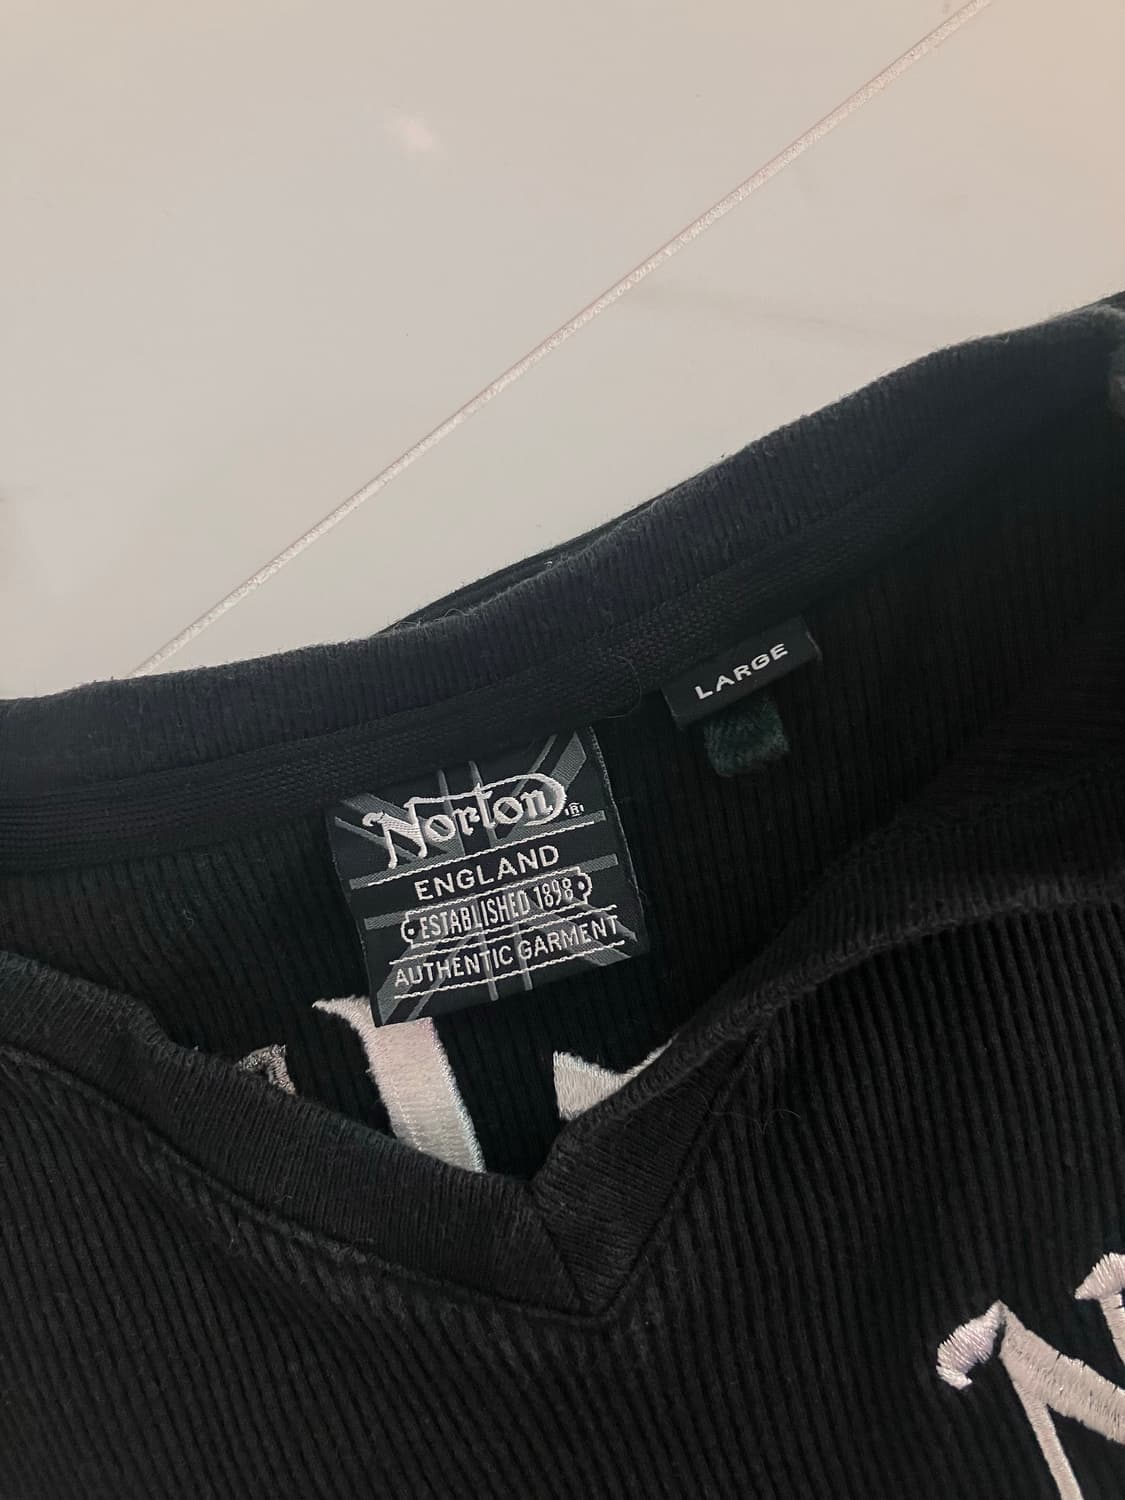 LARGE
Norton®
ENGLAND
ESTABLISHED 1898
AUTHENTIC GARMENT
N